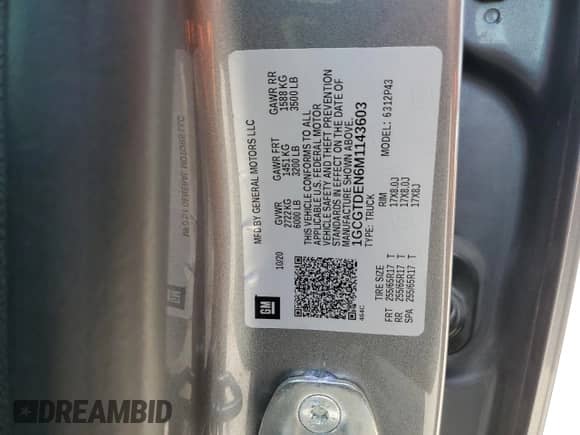 MFD BY GENERAL MOTORS LLC
10/20
GVWR
2722 KG
6000 LB
GAWR FRT
1451 KG
3200 LB
GAWR RR
1588 KG
3500 LB
THIS VEHICLE CONFORMS TO ALL
APPLICABLE U.S. FEDERAL MOTOR
VEHICLE SAFETY AND THEFT PREVENTION
STANDARDS IN EFFECT ON THE DATE OF
MANUFACTURE SHOWN ABOVE.
1GCGTDEN6M1143603
TYPE: TRUCK
MODEL: 6312P43
TIRE SIZE RIM
FRT 255/65R17 T 17X8.0J
RR 255/65R17 T 17X8.0J
SPA 255/65R17 T 17X8J
GM
464C
DREAMBID